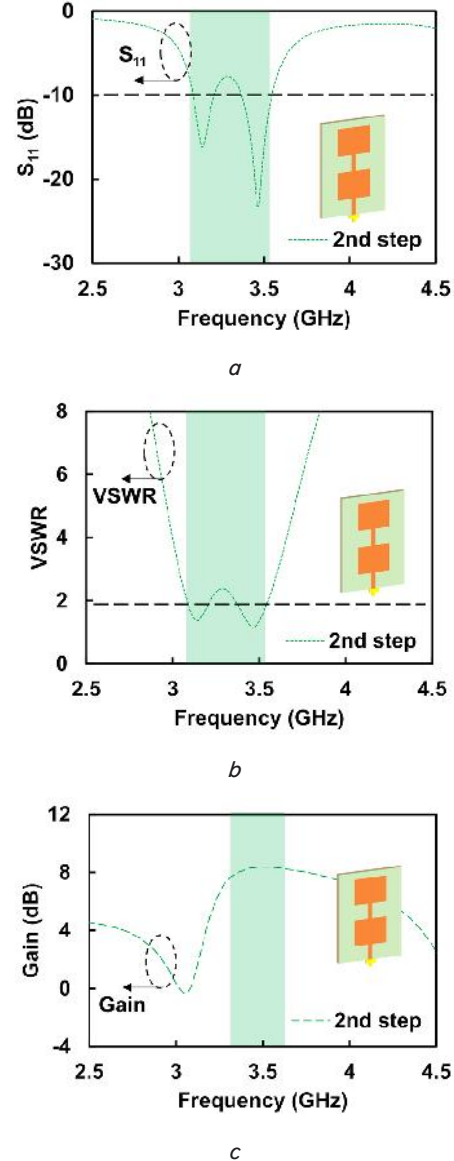 0
-10
-20
-30
S11 (dB)
S11
2nd step
2.5 3 3.5 4 4.5
Frequency (GHz)
a
8
6
4
2
0
VSWR
VSWR
2nd step
2.5 3 3.5 4 4.5
Frequency (GHz)
b
12
8
4
0
-4
Gain (dB)
Gain
2nd step
2.5 3 3.5 4 4.5
Frequency (GHz)
c